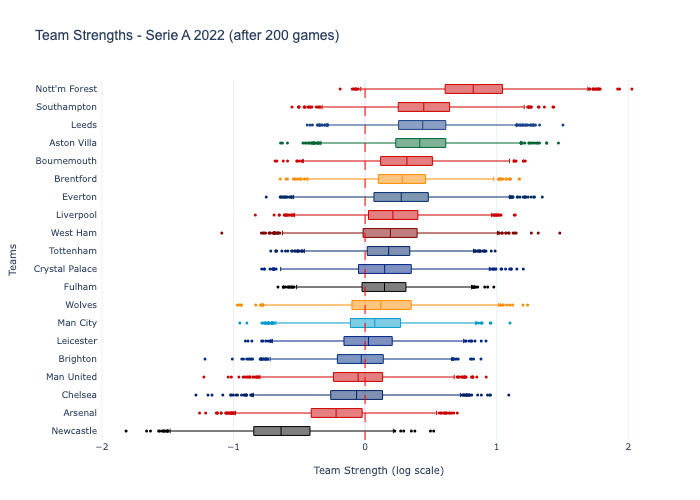 Team Strengths - Serie A 2022 (after 200 games)
Nott'm Forest
Southampton
Leeds
Aston Villa
Bournemouth
Brentford
Everton
Liverpool
West Ham
Tottenham
Crystal Palace
Fulham
Wolves
Man City
Leicester
Brighton
Man United
Chelsea
Arsenal
Newcastle
Teams
−2 −1 0 1 2
Team Strength (log scale)